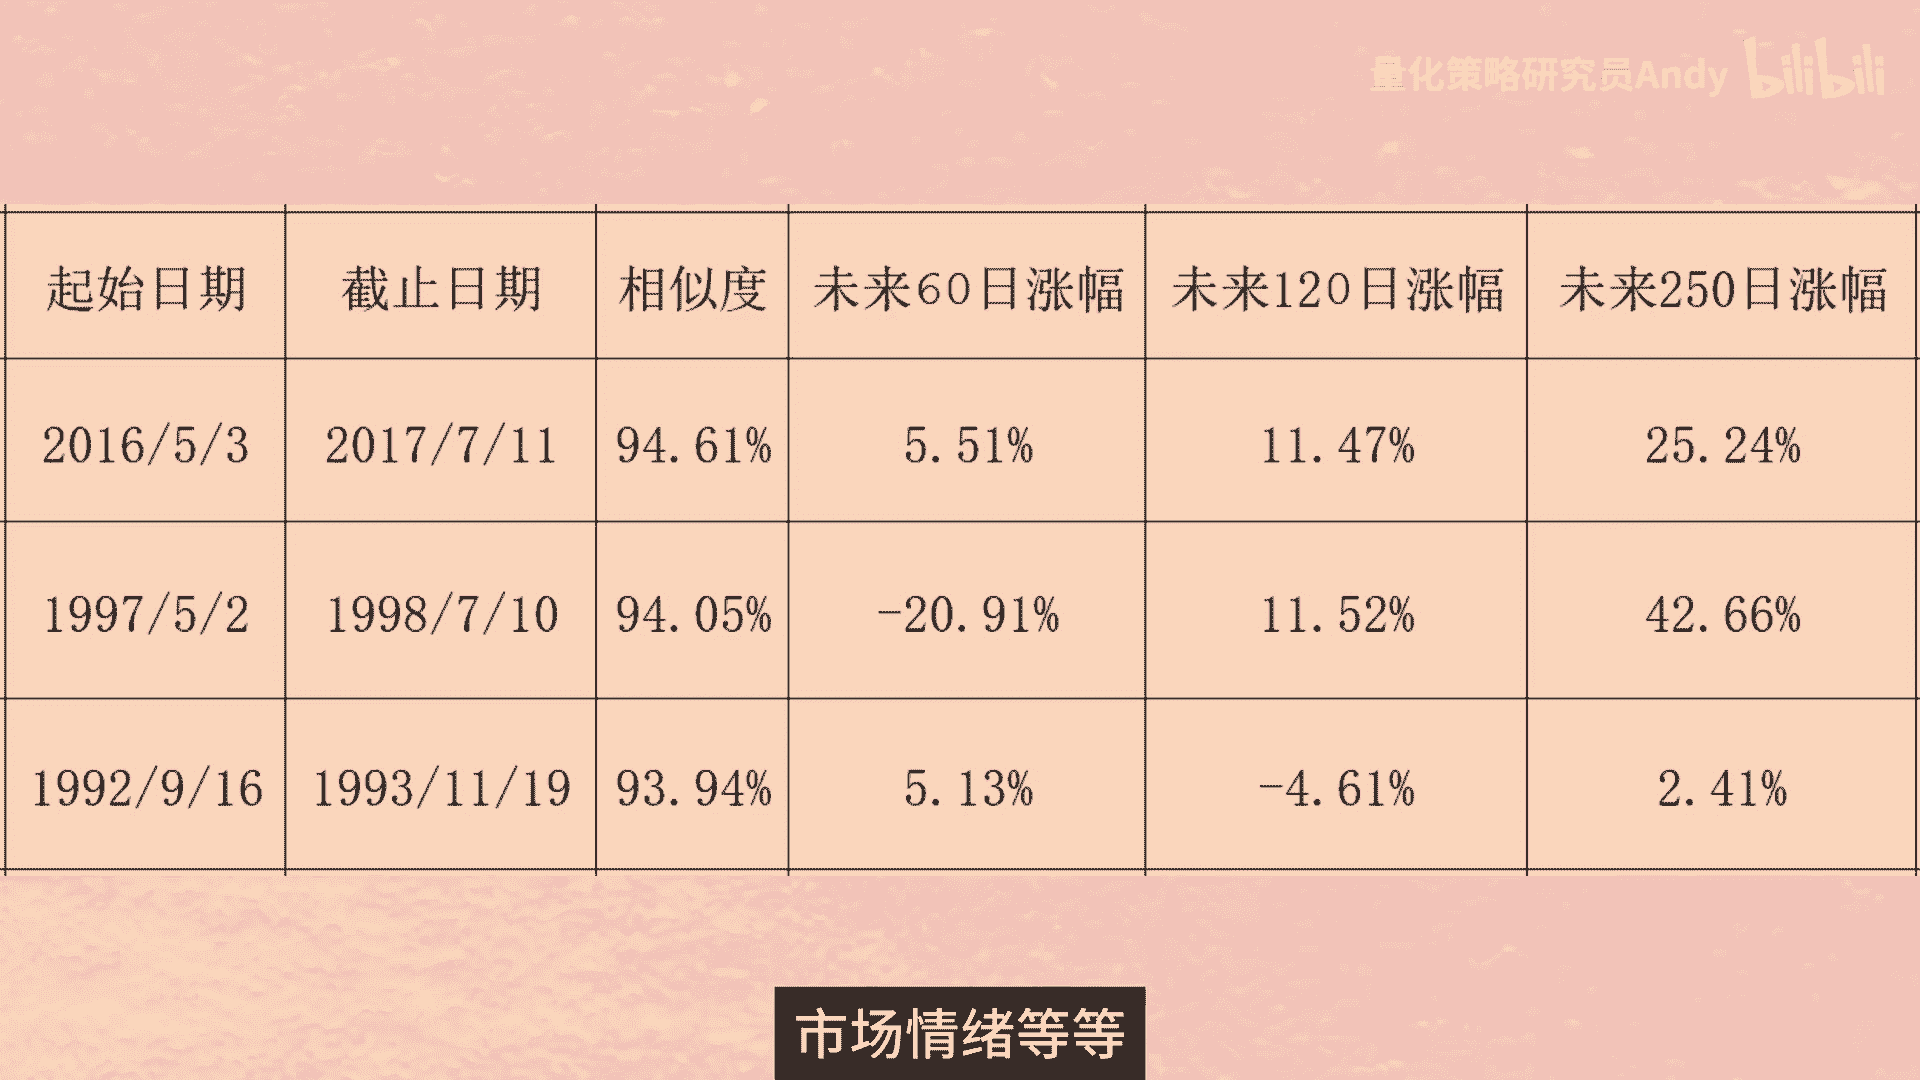 量化策略研究员Andy bilibili
起始日期 截止日期 相似度 未来60日涨幅 未来120日涨幅 未来250日涨幅
2016/5/3 2017/7/11 94.61% 5.51% 11.47% 25.24%
1997/5/2 1998/7/10 94.05% -20.91% 11.52% 42.66%
1992/9/16 1993/11/19 93.94% 5.13% -4.61% 2.41%
市场情绪等等